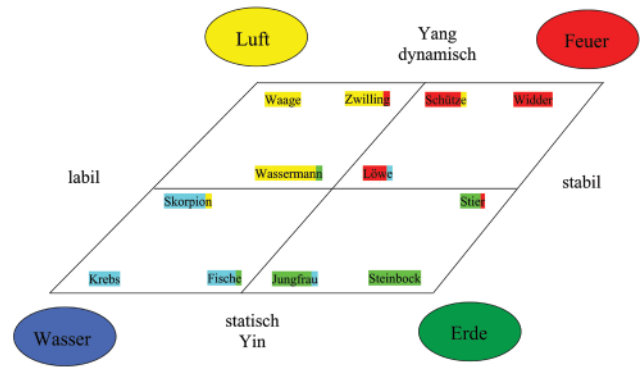 Luft
Yang
dynamisch
Feuer
Waage
Zwilling
Schütze
Widder
labil
Wassermann
Löwe
stabil
Skorpion
Stier
Krebs
Fische
Jungfrau
Steinbock
Wasser
statisch
Yin
Erde